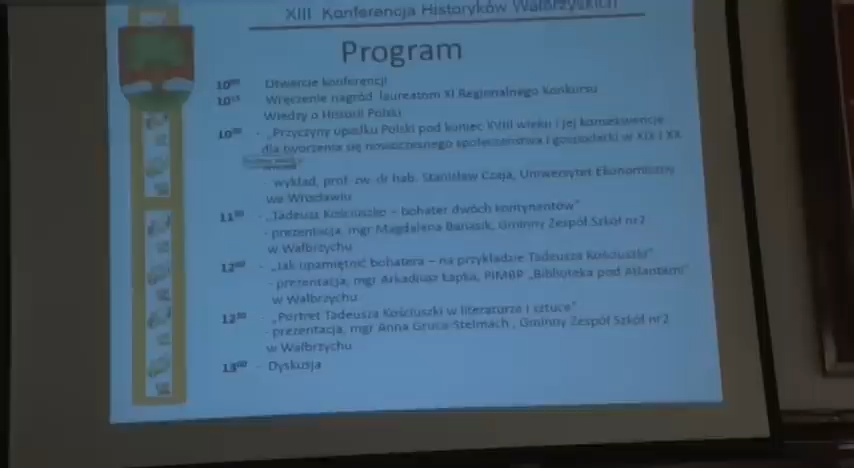 XIII Konferencja Historyków Wałbrzyskich
Program
10⁰⁰ Otwarcie konferencji
10¹⁵ Wręczenie nagród laureatom XI Regionalnego Konkursu
Wiedzy o Historii Polski
10³⁰ - „Przyczyny upadku Polski pod koniec XVIII wieku i jej konsekwencje
dla tworzenia się nowoczesnego społeczeństwa i gospodarki w XIX i XX
- wykład, prof. zw. dr hab. Stanisław Czaja, Uniwersytet Ekonomiczny
we Wrocławiu
11³⁰ - „Tadeusz Kościuszko – bohater dwóch kontynentów”
- prezentacja, mgr Magdalena Banasik, Gminny Zespół Szkół nr2
w Wałbrzychu
12⁰⁰ - „Jak upamiętnić bohatera – na przykładzie Tadeusza Kościuszki”
- prezentacja, mgr Arkadiusz Łapka, PiMBP „Biblioteka pod Atlantami”
w Wałbrzychu
12³⁰ - „Portret Tadeusza Kościuszki w literaturze i sztuce”
- prezentacja, mgr Anna Gruca-Stelmach , Gminny Zespół Szkół nr2
w Wałbrzychu
13⁰⁰ - Dyskusja